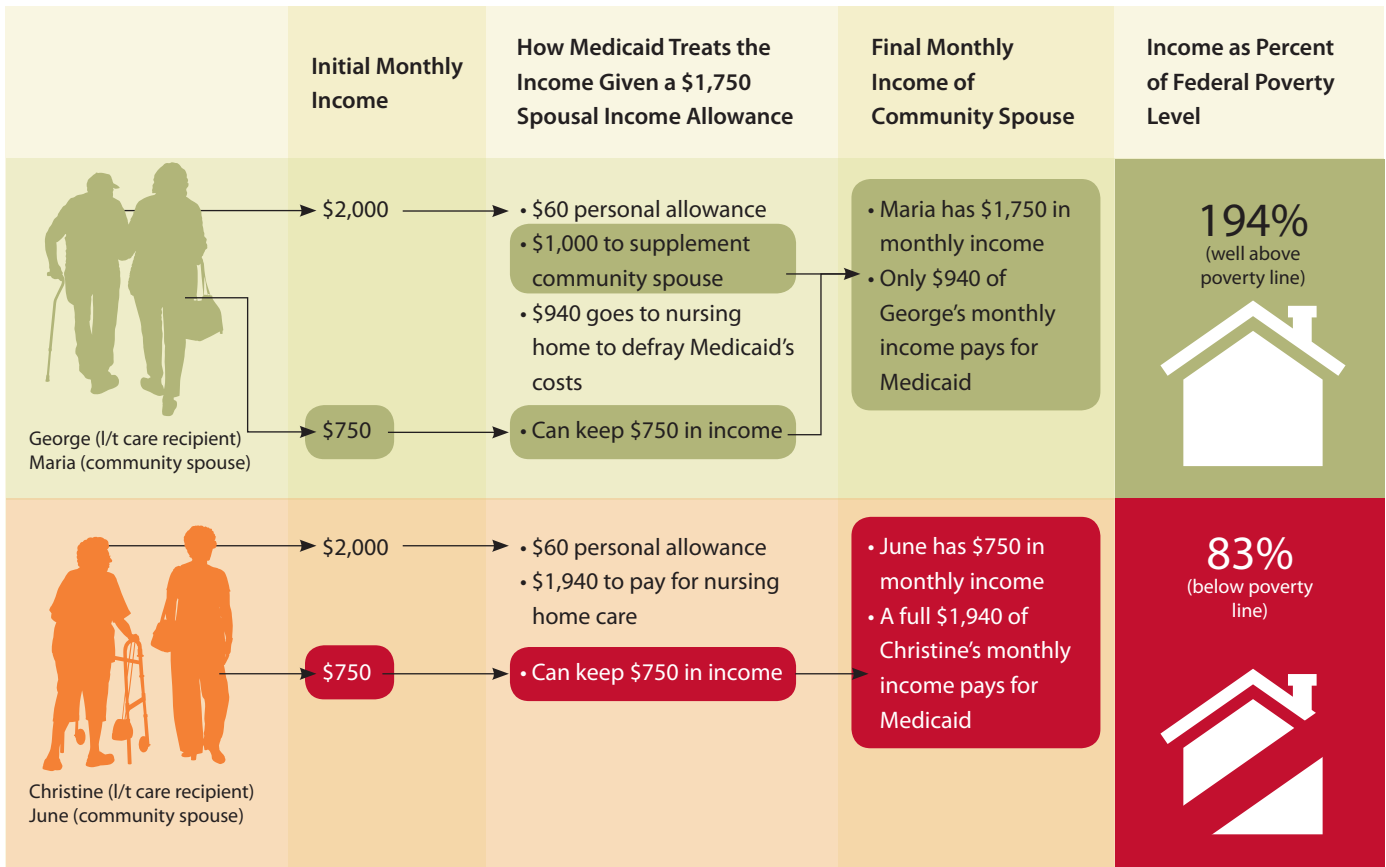 Initial Monthly
Income
How Medicaid Treats the
Income Given a $1,750
Spousal Income Allowance
Final Monthly
Income of
Community Spouse
Income as Percent
of Federal Poverty
Level
George (l/t care recipient)
Maria (community spouse)
$2,000
$750
• $60 personal allowance
• $1,000 to supplement
community spouse
• $940 goes to nursing
home to defray Medicaid’s
costs
• Can keep $750 in income
• Maria has $1,750 in
monthly income
• Only $940 of
George’s monthly
income pays for
Medicaid
194%
(well above
poverty line)
Christine (l/t care recipient)
June (community spouse)
$2,000
$750
• $60 personal allowance
• $1,940 to pay for nursing
home care
• Can keep $750 in income
• June has $750 in
monthly income
• A full $1,940 of
Christine’s monthly
income pays for
Medicaid
83%
(below poverty
line)